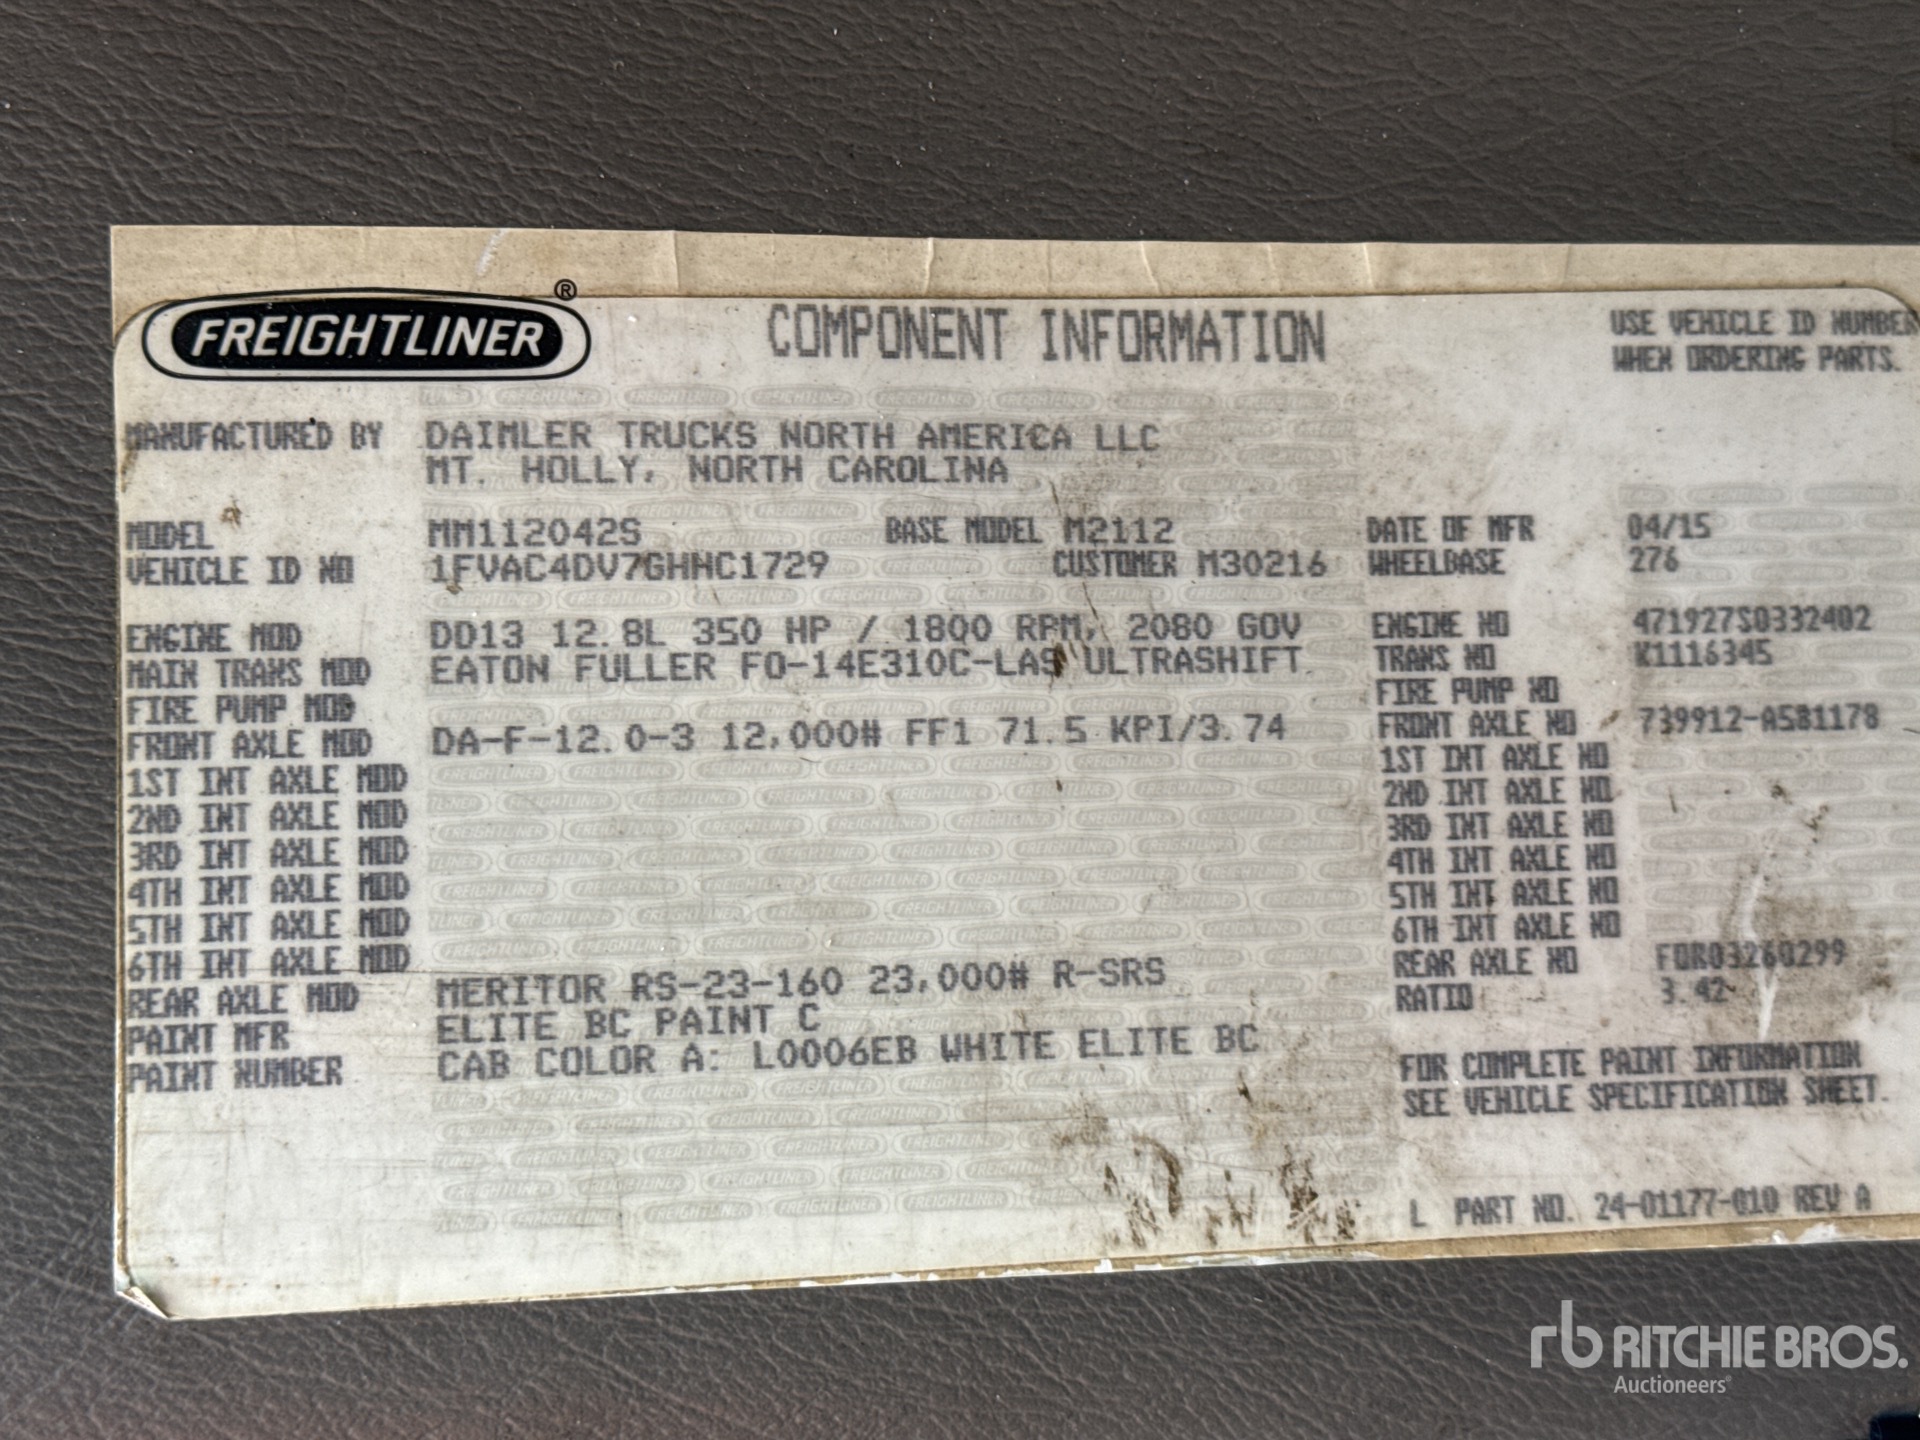 FREIGHTLINER®
COMPONENT INFORMATION
USE VEHICLE ID NUMBER
WHEN ORDERING PARTS.
MANUFACTURED BY DAIMLER TRUCKS NORTH AMERICA LLC
MT. HOLLY, NORTH CAROLINA
MODEL MM112042S BASE MODEL M2112 DATE OF MFR 04/15
VEHICLE ID NO 1FVAC4DV7GHHC1729 CUSTOMER M30216 WHEELBASE 276
ENGINE MOD DD13 12.8L 350 HP / 1800 RPM, 2080 GOV ENGINE NO 471927S0332402
MAIN TRANS MOD EATON FULLER FO-14E310C-LAS ULTRASHIFT TRANS NO K1116345
FIRE PUMP MOD FIRE PUMP NO
FRONT AXLE MOD DA-F-12.0-3 12,000# FF1 71.5 KPI/3.74 FRONT AXLE NO 739912-ASB1178
1ST INT AXLE MOD 1ST INT AXLE NO
2ND INT AXLE MOD 2ND INT AXLE NO
3RD INT AXLE MOD 3RD INT AXLE NO
4TH INT AXLE MOD 4TH INT AXLE NO
5TH INT AXLE MOD 5TH INT AXLE NO
6TH INT AXLE MOD 6TH INT AXLE NO
REAR AXLE MOD MERITOR RS-23-160 23,000# R-SRS REAR AXLE NO F0R03260299
PAINT MFR ELITE BC PAINT C RATIO 3.42
PAINT NUMBER CAB COLOR A: L0006EB WHITE ELITE BC
FOR COMPLETE PAINT INFORMATION
SEE VEHICLE SPECIFICATION SHEET.
L PART NO. 24-01177-010 REV A
rb RITCHIE BROS.
Auctioneers